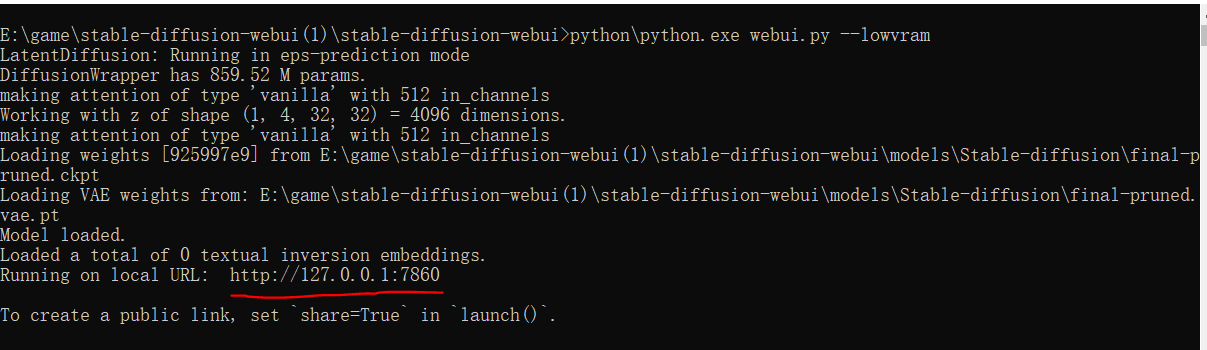 E:\game\stable-diffusion-webui(1)\stable-diffusion-webui>python\python.exe webui.py --lowvram
LatentDiffusion: Running in eps-prediction mode
DiffusionWrapper has 859.52 M params.
making attention of type 'vanilla' with 512 in_channels
Working with z of shape (1, 4, 32, 32) = 4096 dimensions.
making attention of type 'vanilla' with 512 in_channels
Loading weights [925997e9] from E:\game\stable-diffusion-webui(1)\stable-diffusion-webui\models\Stable-diffusion\final-p
runed.ckpt
Loading VAE weights from: E:\game\stable-diffusion-webui(1)\stable-diffusion-webui\models\Stable-diffusion\final-pruned.
vae.pt
Model loaded.
Loaded a total of 0 textual inversion embeddings.
Running on local URL:  http://127.0.0.1:7860
To create a public link, set `share=True` in `launch()`.